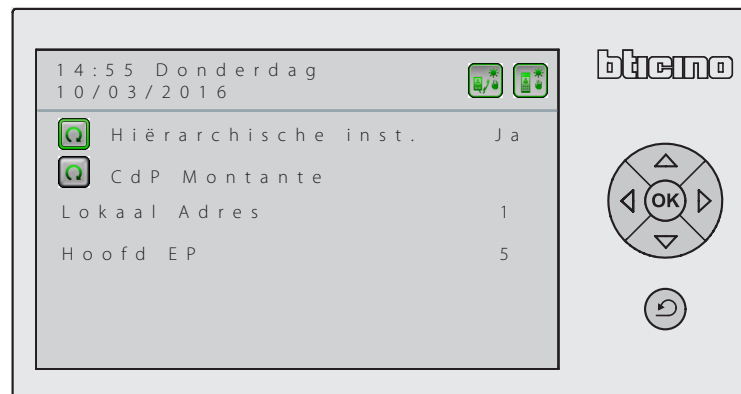 14:55 Donderdag
10/03/2016
bticino
Hiërarchische inst. Ja
CdP Montante
Lokaal Adres 1
Hoofd EP 5
OK